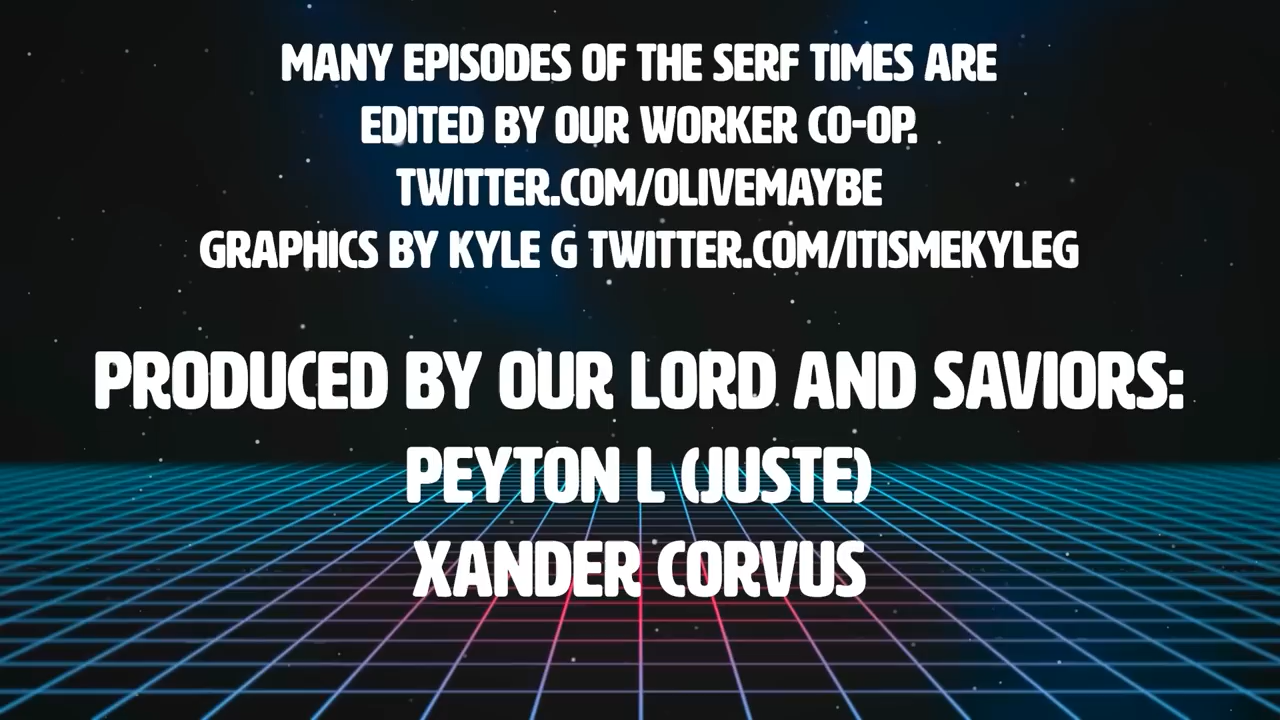 MANY EPISODES OF THE SERF TIMES ARE
EDITED BY OUR WORKER CO-OP.
TWITTER.COM/OLIVEMAYBE
GRAPHICS BY KYLE G TWITTER.COM/ITISMEKYLEG
PRODUCED BY OUR LORD AND SAVIORS:
PEYTON L (JUSTE)
XANDER CORVUS